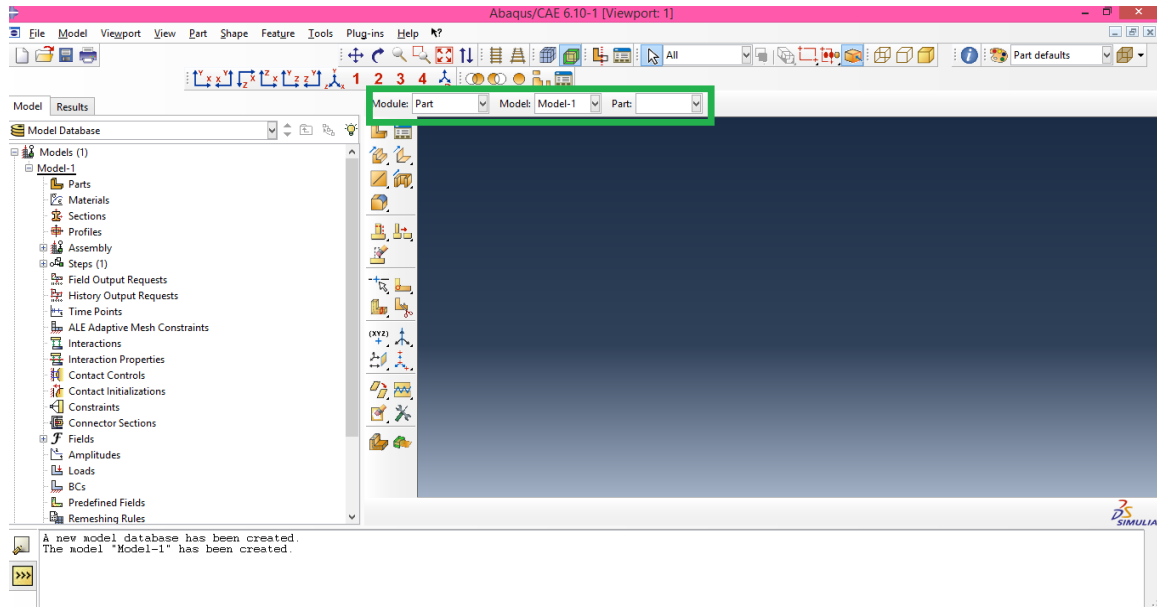 Abaqus/CAE 6.10-1 [Viewport: 1]
File Model Viewport View Part Shape Feature Tools Plug-ins Help
All
Part defaults
1 2 3 4
Model Results
Module: Part Model: Model-1 Part:
Model Database
Models (1)
Model-1
Parts
Materials
Sections
Profiles
Assembly
Steps (1)
Field Output Requests
History Output Requests
Time Points
ALE Adaptive Mesh Constraints
Interactions
Interaction Properties
Contact Controls
Contact Initializations
Constraints
Connector Sections
Fields
Amplitudes
Loads
BCs
Predefined Fields
Remeshing Rules
(XYZ)
SIMULIA
A new model database has been created.
The model "Model-1" has been created.
>>>